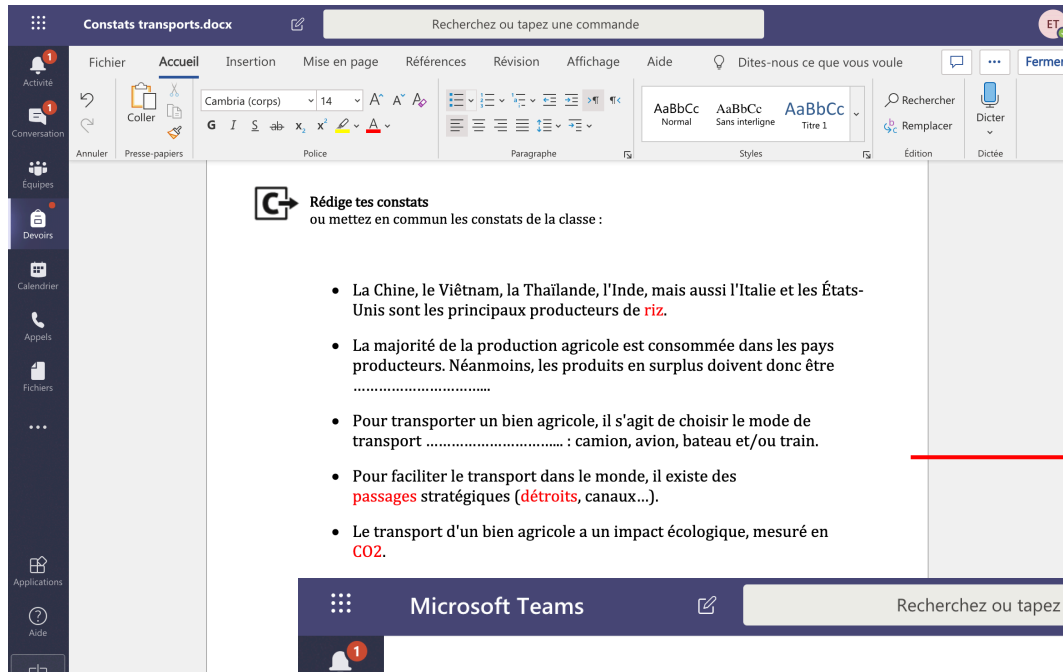 Constats transports.docx
Recherchez ou tapez une commande
ET
1
Activité
1
Conversation
Équipes
Devoirs
Calendrier
Appels
Fichiers
Applications
Aide
Fichier Accueil Insertion Mise en page Références Révision Affichage Aide Dites-nous ce que vous voule Fermer
Coller
Cambria (corps) 14 A A A
G I S ab x₂ x² A
AaBbCc AaBbCc AaBbCc
Normal Sans interligne Titre 1
Rechercher
Remplacer
Dicter
Annuler Presse-papiers Police Paragraphe Styles Édition Dictée
C
Rédige tes constats
ou mettez en commun les constats de la classe :
• La Chine, le Viêtnam, la Thaïlande, l'Inde, mais aussi l'Italie et les États-
Unis sont les principaux producteurs de riz.
• La majorité de la production agricole est consommée dans les pays
producteurs. Néanmoins, les produits en surplus doivent donc être
…………………………...
• Pour transporter un bien agricole, il s'agit de choisir le mode de
transport …………………………... : camion, avion, bateau et/ou train.
• Pour faciliter le transport dans le monde, il existe des
passages stratégiques (détroits, canaux…).
• Le transport d'un bien agricole a un impact écologique, mesuré en
CO2.
Microsoft Teams
Recherchez ou tapez
1